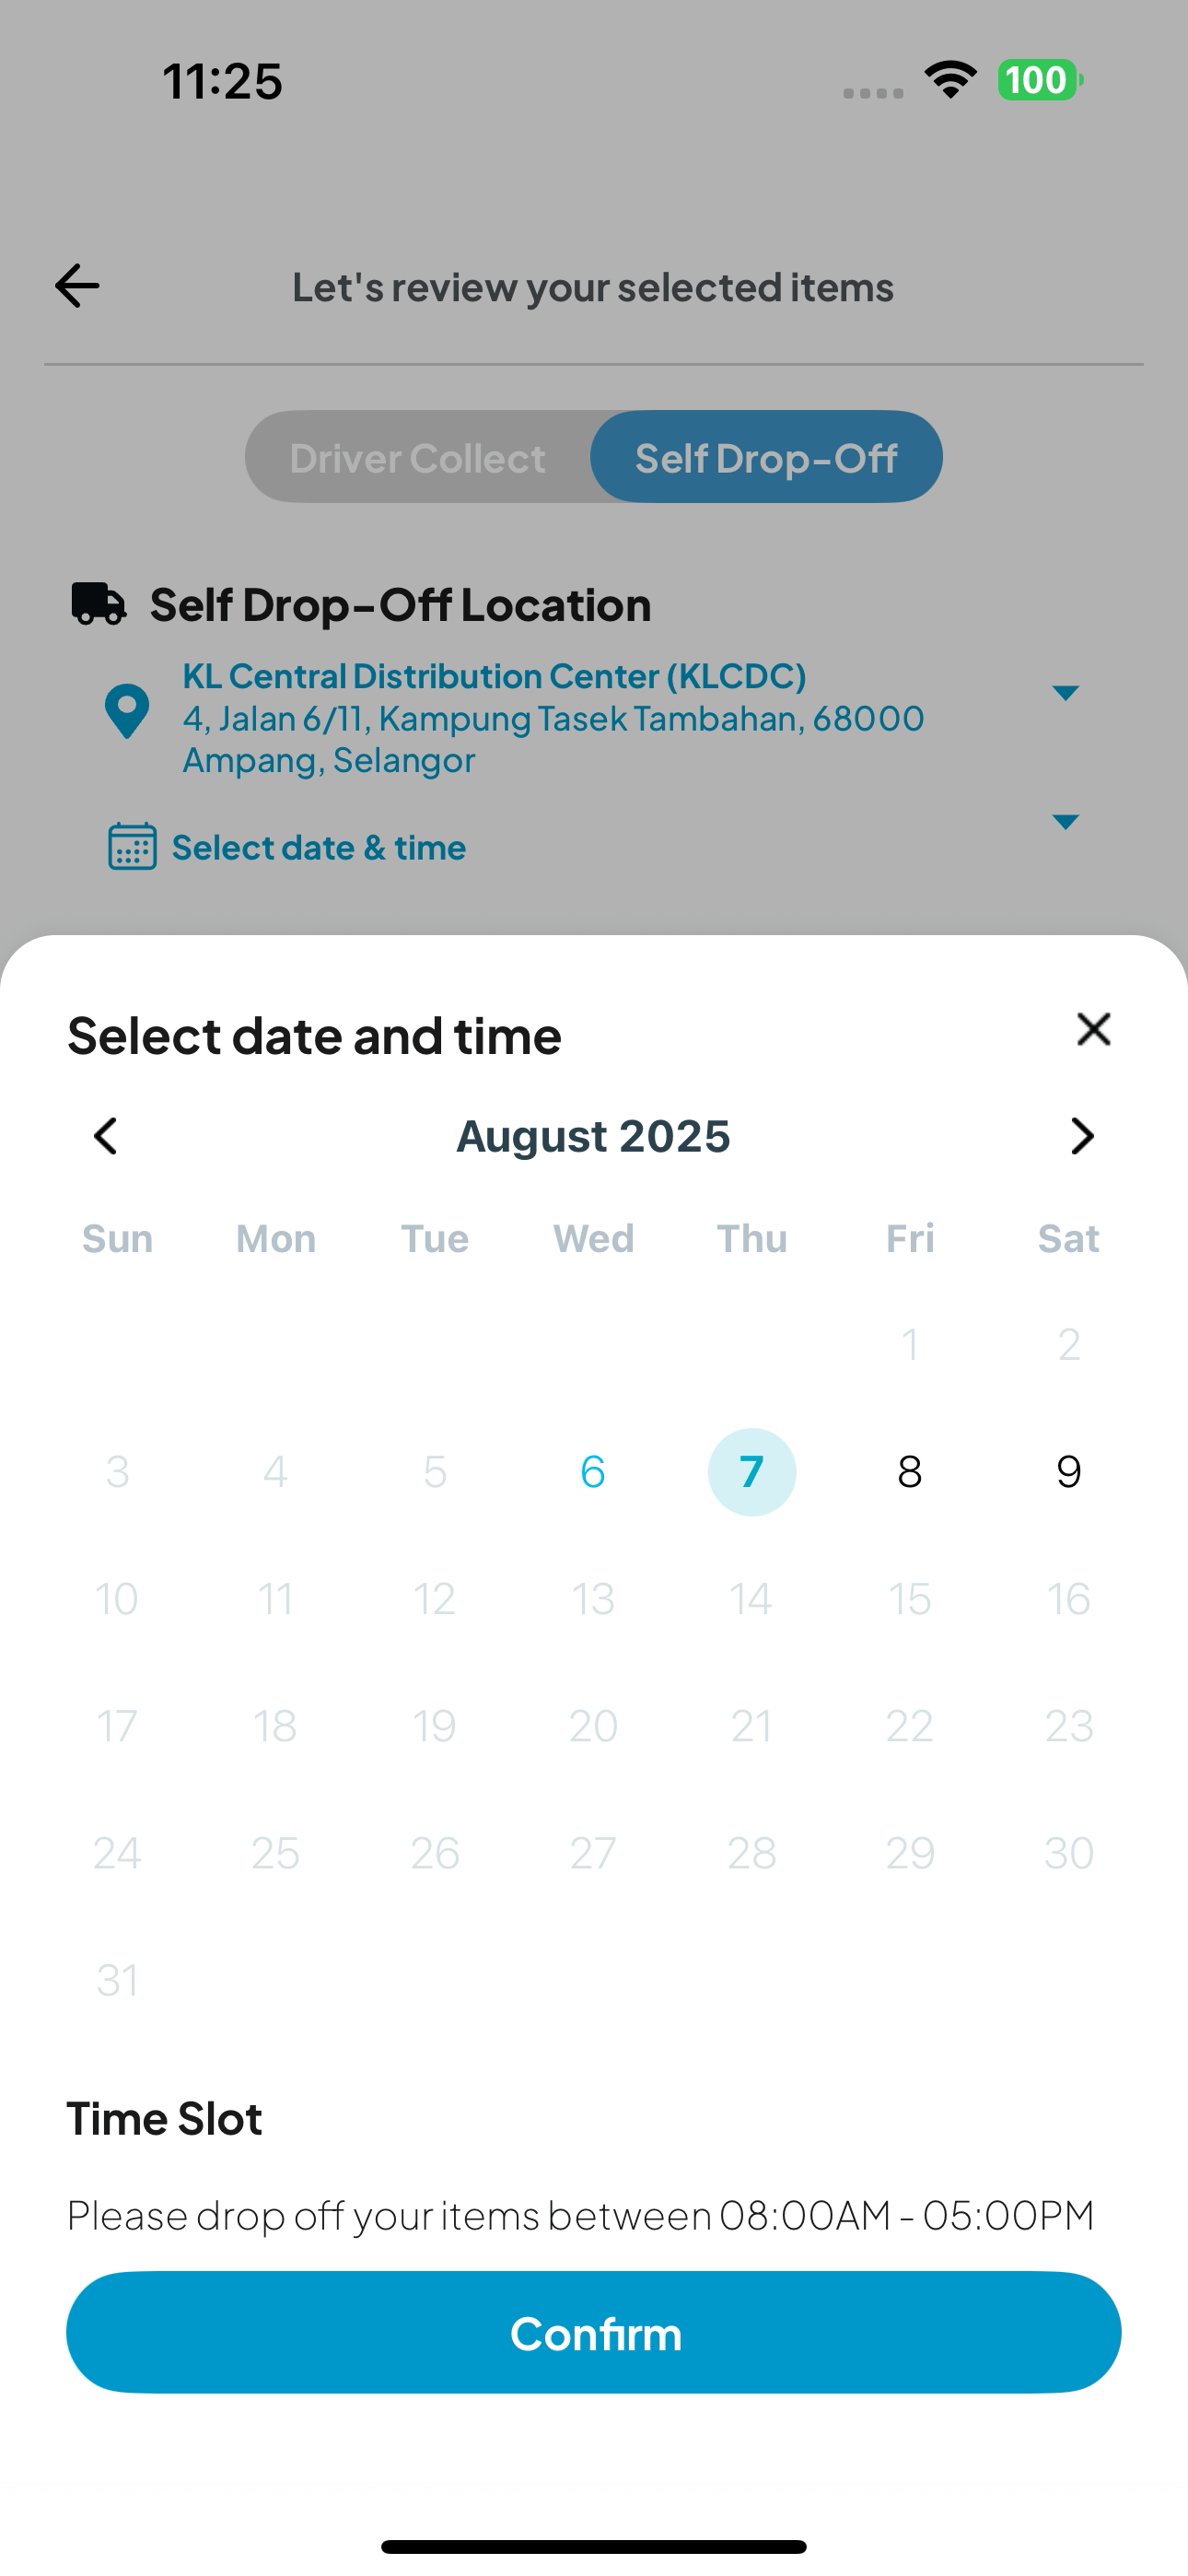 11:25
100
Let's review your selected items
Driver Collect Self Drop-Off
Self Drop-Off Location
KL Central Distribution Center (KLCDC)
4, Jalan 6/11, Kampung Tasek Tambahan, 68000
Ampang, Selangor
Select date & time
Select date and time
August 2025
Sun Mon Tue Wed Thu Fri Sat
1 2
3 4 5 6 7 8 9
10 11 12 13 14 15 16
17 18 19 20 21 22 23
24 25 26 27 28 29 30
31
Time Slot
Please drop off your items between 08:00AM - 05:00PM
Confirm